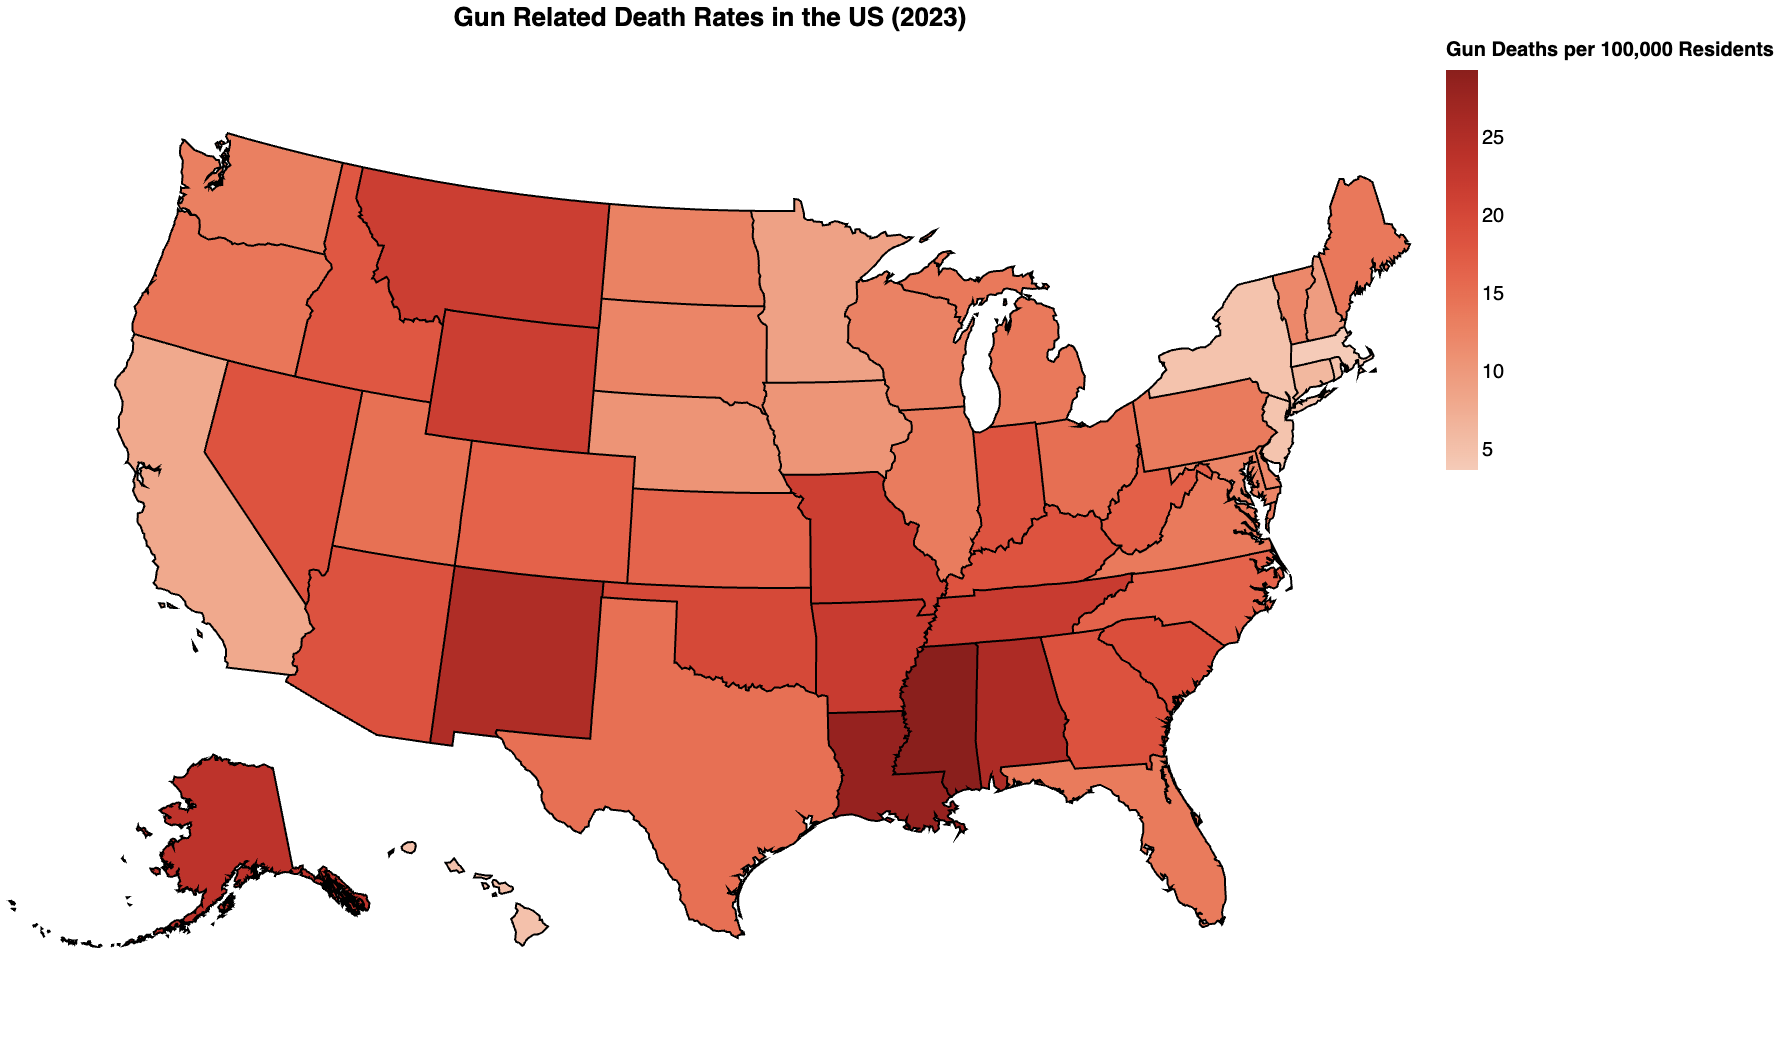 Gun Related Death Rates in the US (2023)
Gun Deaths per 100,000 Residents
25
20
15
10
5